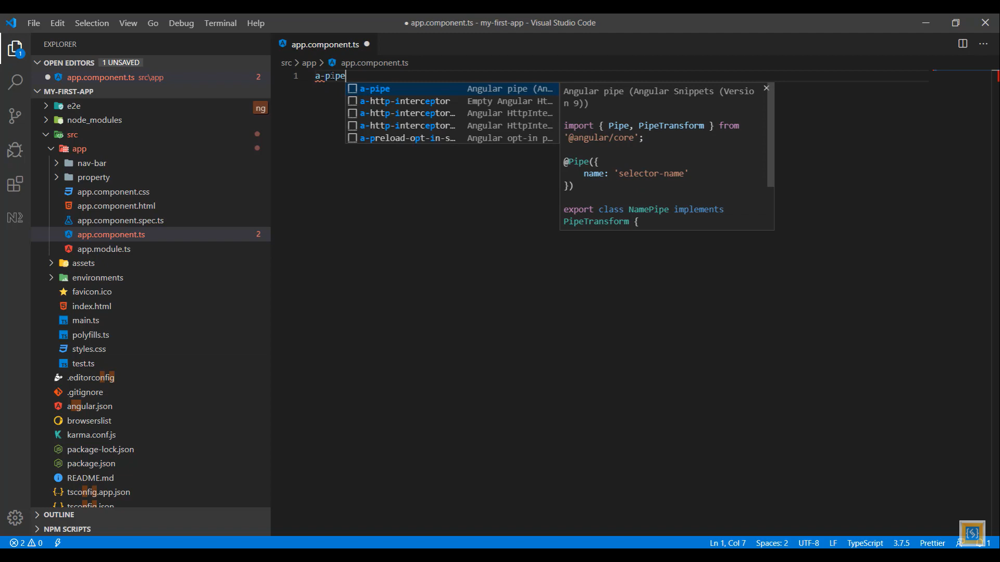 File Edit Selection View Go Debug Terminal Help
● app.component.ts - my-first-app - Visual Studio Code
EXPLORER
OPEN EDITORS 1 UNSAVED
app.component.ts src\app 2
MY-FIRST-APP
e2e
ng
node_modules
src
app
nav-bar
property
app.component.css
app.component.html
app.component.spec.ts
app.component.ts 2
app.module.ts
assets
environments
favicon.ico
index.html
main.ts
polyfills.ts
styles.css
test.ts
.editorconfig
.gitignore
angular.json
browserslist
karma.conf.js
package-lock.json
package.json
README.md
tsconfig.app.json
tsconfig.json
OUTLINE
NPM SCRIPTS
1
app.component.ts
src > app > app.component.ts
1 a-pipe
a-pipe Angular pipe (An...
a-http-interceptor Empty Angular Ht...
a-http-interceptor... Angular HttpInte...
a-http-interceptor... Angular HttpInte...
a-preload-opt-in-s... Angular opt-in p...
Angular pipe (Angular Snippets (Versio
n 9))
import { Pipe, PipeTransform } from
'@angular/core';
@Pipe({
name: 'selector-name'
})
export class NamePipe implements
PipeTransform {
2 0
Ln 1, Col 7 Spaces: 2 UTF-8 LF TypeScript 3.7.5 Prettier 1